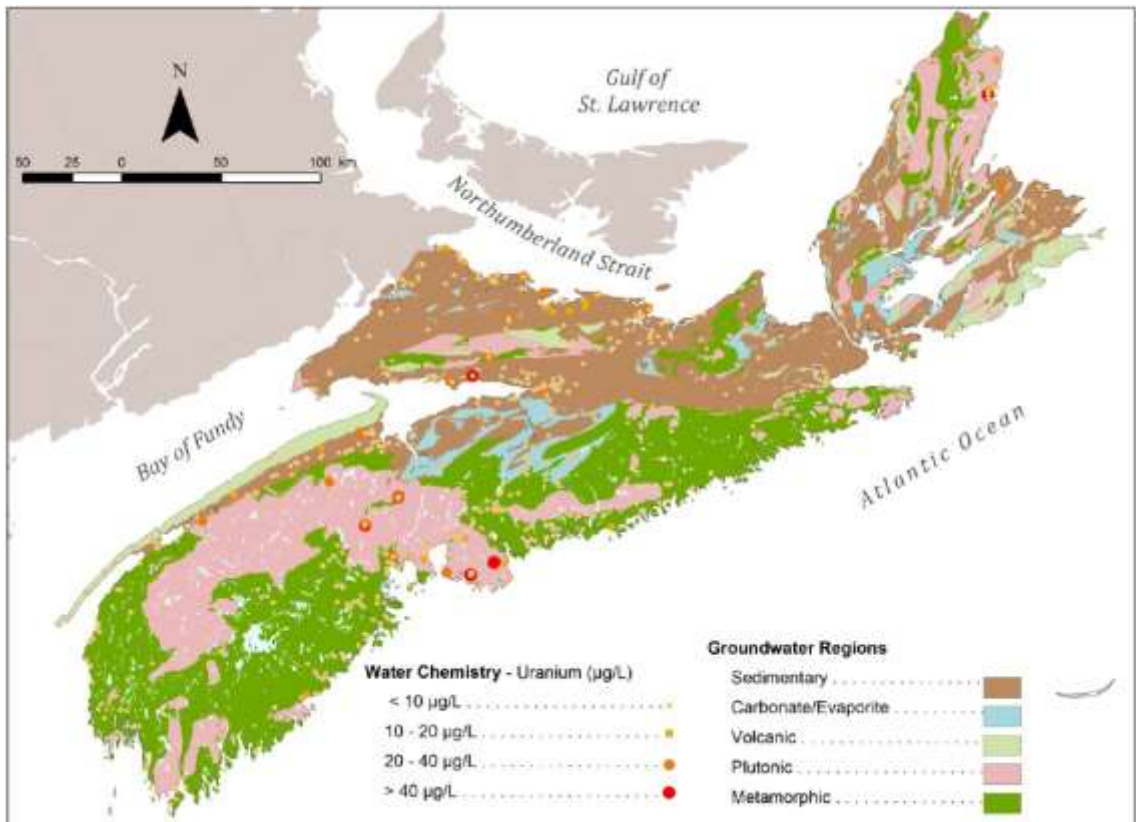 Gulf of
St. Lawrence
N
50 25 0 50 100 km
Northumberland Strait
Bay of Fundy
Atlantic Ocean
Water Chemistry - Uranium (µg/L)
< 10 µg/L
10 - 20 µg/L
20 - 40 µg/L
> 40 µg/L
Groundwater Regions
Sedimentary
Carbonate/Evaporite
Volcanic
Plutonic
Metamorphic